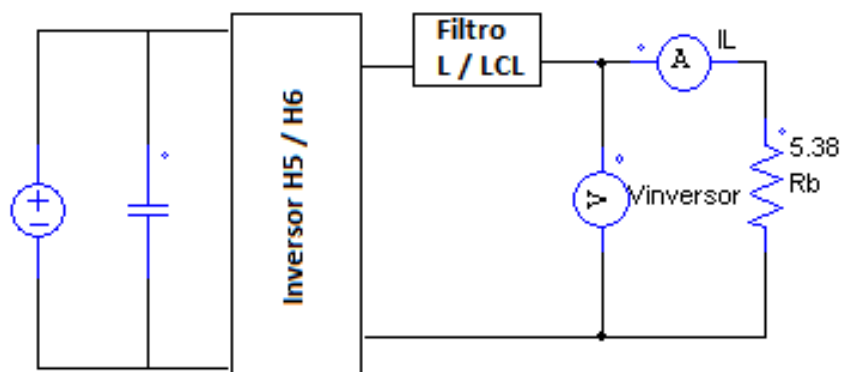 Inversor H5 / H6
Filtro
L / LCL
A
IL
V
Vinversor
5.38
Rb